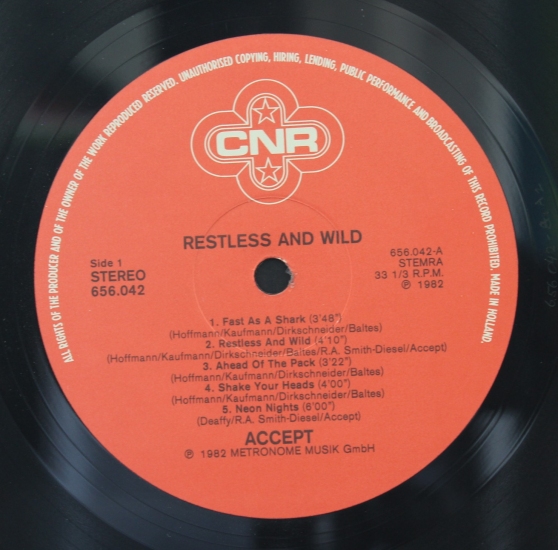 ALL RIGHTS OF THE PRODUCER AND OF THE OWNER OF THE WORK REPRODUCED RESERVED. UNAUTHORISED COPYING, HIRING, LENDING, PUBLIC PERFORMANCE AND BROADCASTING OF THIS RECORD PROHIBITED. MADE IN HOLLAND.
CNR
RESTLESS AND WILD
Side 1
STEREO
656.042
656.042-A
STEMRA
33 1/3 R.P.M.
℗ 1982
1. Fast As A Shark (3'48")
(Hoffmann/Kaufmann/Dirkschneider/Baltes)
2. Restless And Wild (4'10")
(Hoffmann/Kaufmann/Dirkschneider/Baltes/R.A. Smith-Diesel/Accept)
3. Ahead Of The Pack (3'22")
(Hoffmann/Kaufmann/Dirkschneider/Baltes)
4. Shake Your Heads (4'00")
(Hoffmann/Kaufmann/Dirkschneider/Baltes)
5. Neon Nights (6'00")
(Deaffy/R.A. Smith-Diesel/Accept)
ACCEPT
℗ 1982 METRONOME MUSIK GmbH